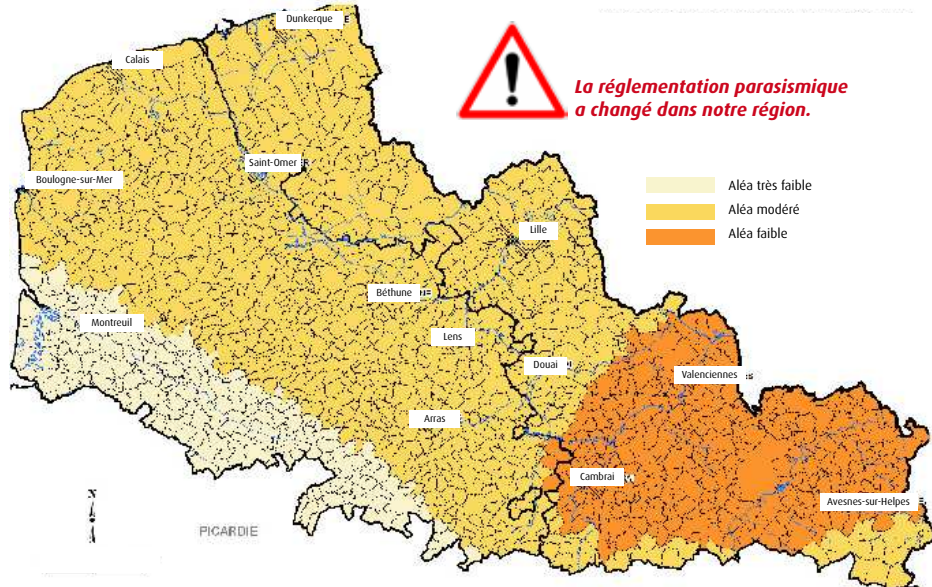 Dunkerque
Calais
La réglementation parasismique
a changé dans notre région.
Saint-Omer
Boulogne-sur-Mer
Aléa très faible
Aléa modéré
Aléa faible
Lille
Béthune
Montreuil
Lens
Douai
Valenciennes
Arras
Cambrai
Avesnes-sur-Helpes
N
PICARDIE